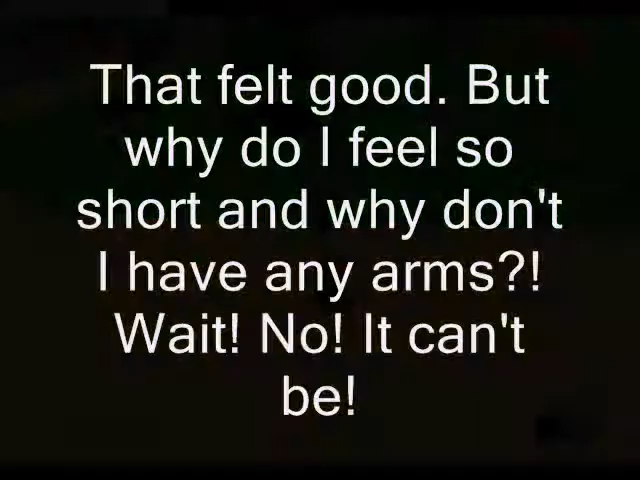 That felt good. But
why do I feel so
short and why don't
I have any arms?!
Wait! No! It can't
be!